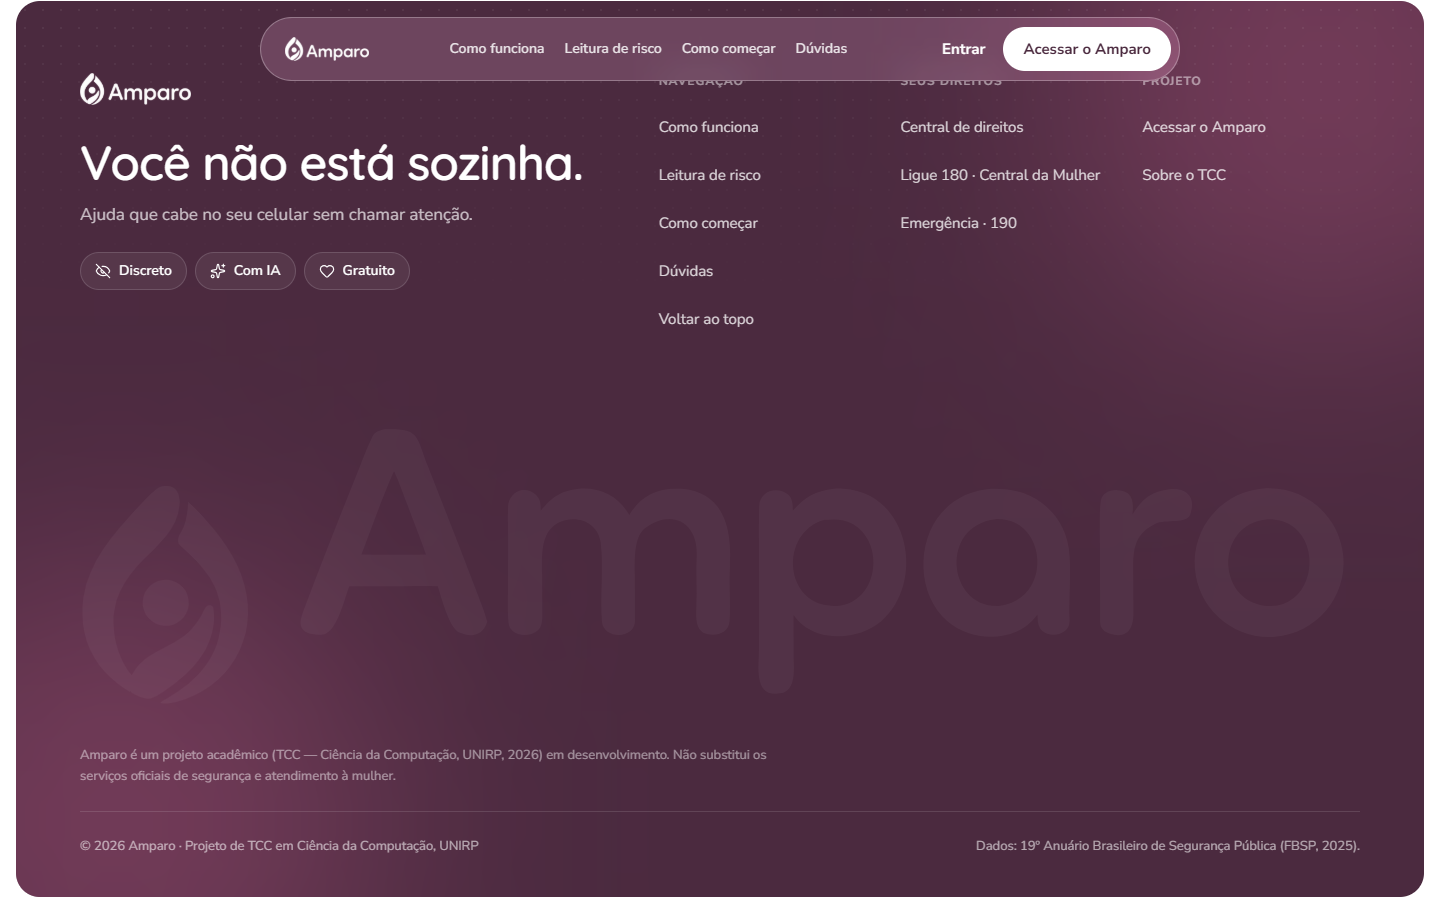 Amparo
Como funciona
Leitura de risco
Como começar
Dúvidas
Entrar
Acessar o Amparo
Amparo
Você não está sozinha.
Ajuda que cabe no seu celular sem chamar atenção.
Discreto
Com IA
Gratuito
NAVEGAÇÃO
Como funciona
Leitura de risco
Como começar
Dúvidas
Voltar ao topo
SEUS DIREITOS
Central de direitos
Ligue 180 · Central da Mulher
Emergência · 190
PROJETO
Acessar o Amparo
Sobre o TCC
Amparo
Amparo é um projeto acadêmico (TCC — Ciência da Computação, UNIRP, 2026) em desenvolvimento. Não substitui os
serviços oficiais de segurança e atendimento à mulher.
© 2026 Amparo · Projeto de TCC em Ciência da Computação, UNIRP
Dados: 19º Anuário Brasileiro de Segurança Pública (FBSP, 2025).